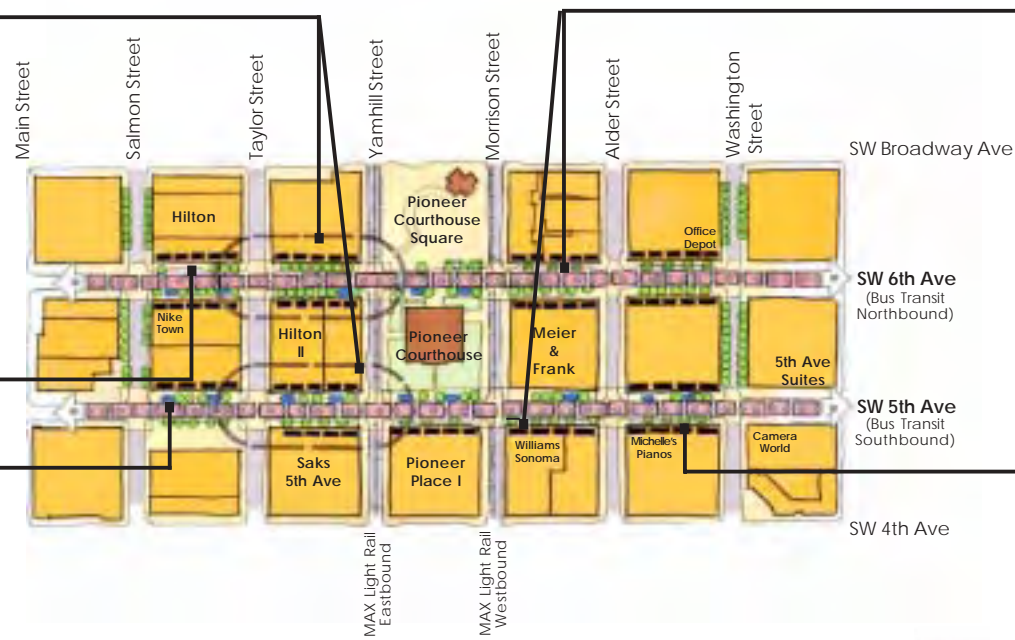 Main Street
Salmon Street
Taylor Street
Yamhill Street
Morrison Street
Alder Street
Washington
Street
SW Broadway Ave
Hilton
Pioneer
Courthouse
Square
Office
Depot
SW 6th Ave
(Bus Transit
Northbound)
Nike
Town
Hilton
II
Pioneer
Courthouse
Meier
&
Frank
5th Ave
Suites
SW 5th Ave
(Bus Transit
Southbound)
Saks
5th Ave
Pioneer
Place I
Williams
Sonoma
Michelle's
Pianos
Camera
World
SW 4th Ave
MAX Light Rail
Eastbound
MAX Light Rail
Westbound